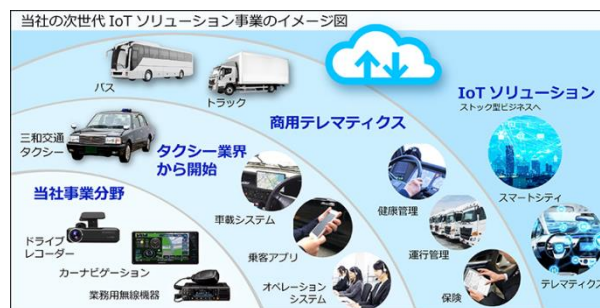 当社の次世代 IoT ソリューション事業のイメージ図
バス
トラック
IoT ソリューション
ストック型ビジネスへ
商用テレマティクス
三和交通
タクシー
タクシー業界
から開始
スマートシティ
当社事業分野
車載システム
健康管理
ドライブ
レコーダー
カーナビゲーション
乗客アプリ
運行管理
業務用無線機器
オペレーション
システム
保険
テレマティクス